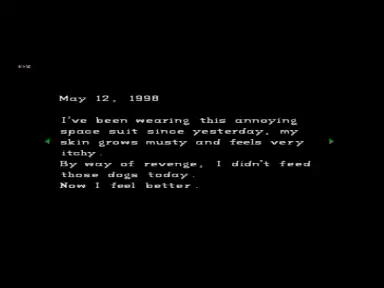 May 12, 1998
I've been wearing this annoying
space suit since yesterday, my
skin grows musty and feels very
itchy.
By way of revenge, I didn't feed
those dogs today.
Now I feel better.